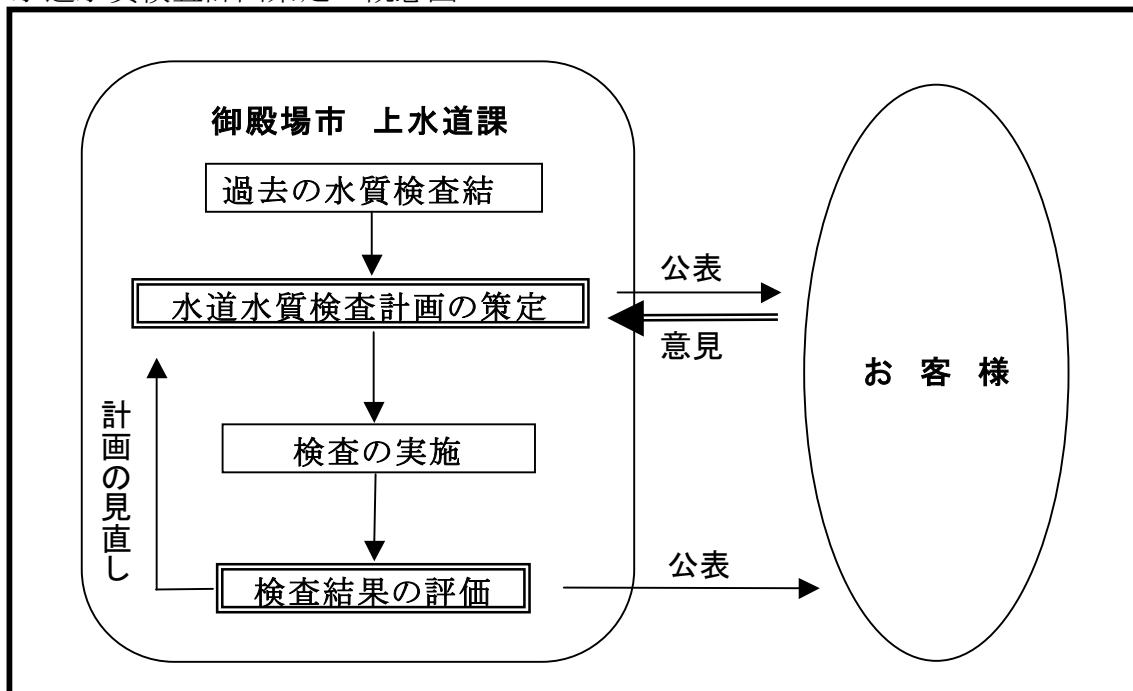 御殿場市 上水道課
過去の水質検査結
公表
水道水質検査計画の策定
意見
お 客 様
計画の見直し
検査の実施
公表
検査結果の評価